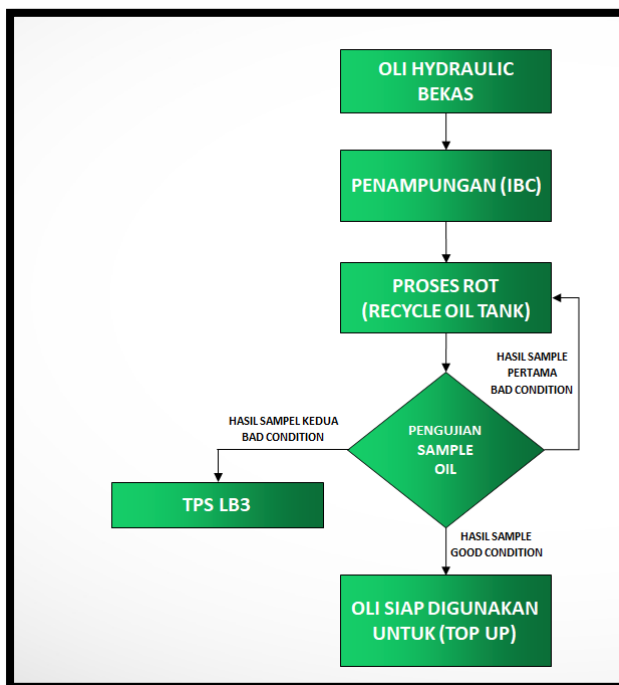 OLI HYDRAULIC
BEKAS
PENAMPUNGAN (IBC)
PROSES ROT
(RECYCLE OIL TANK)
HASIL SAMPLE
PERTAMA
BAD CONDITION
HASIL SAMPEL KEDUA
BAD CONDITION
PENGUJIAN
SAMPLE
OIL
TPS LB3
HASIL SAMPLE
GOOD CONDITION
OLI SIAP DIGUNAKAN
UNTUK (TOP UP)